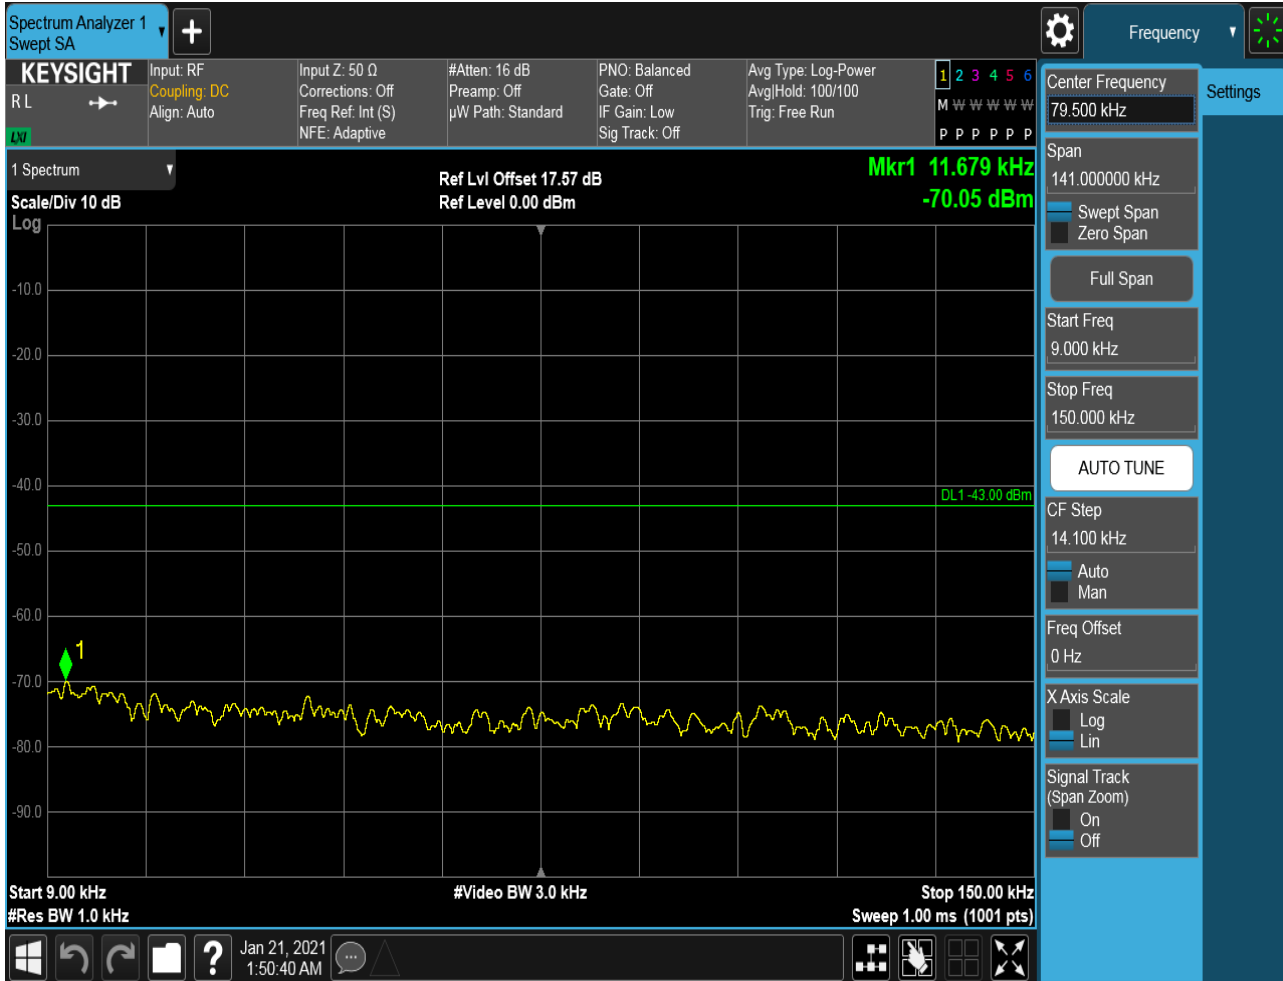 Spectrum Analyzer 1
Swept SA
Frequency
KEYSIGHT
R L
LXI
Input: RF
Coupling: DC
Align: Auto
Input Z: 50 Ω
Corrections: Off
Freq Ref: Int (S)
NFE: Adaptive
#Atten: 16 dB
Preamp: Off
µW Path: Standard
PNO: Balanced
Gate: Off
IF Gain: Low
Sig Track: Off
Avg Type: Log-Power
Avg|Hold: 100/100
Trig: Free Run
1 2 3 4 5 6
M W W W W W
P P P P P P
1 Spectrum
Scale/Div 10 dB
Log
Ref Lvl Offset 17.57 dB
Ref Level 0.00 dBm
Mkr1 11.679 kHz
-70.05 dBm
-10.0
-20.0
-30.0
-40.0
DL1 -43.00 dBm
-50.0
-60.0
1
-70.0
-80.0
-90.0
Start 9.00 kHz
#Res BW 1.0 kHz
#Video BW 3.0 kHz
Stop 150.00 kHz
Sweep 1.00 ms (1001 pts)
Center Frequency
79.500 kHz
Settings
Span
141.000000 kHz
Swept Span
Zero Span
Full Span
Start Freq
9.000 kHz
Stop Freq
150.000 kHz
AUTO TUNE
CF Step
14.100 kHz
Auto
Man
Freq Offset
0 Hz
X Axis Scale
Log
Lin
Signal Track
(Span Zoom)
On
Off
?
Jan 21, 2021
1:50:40 AM